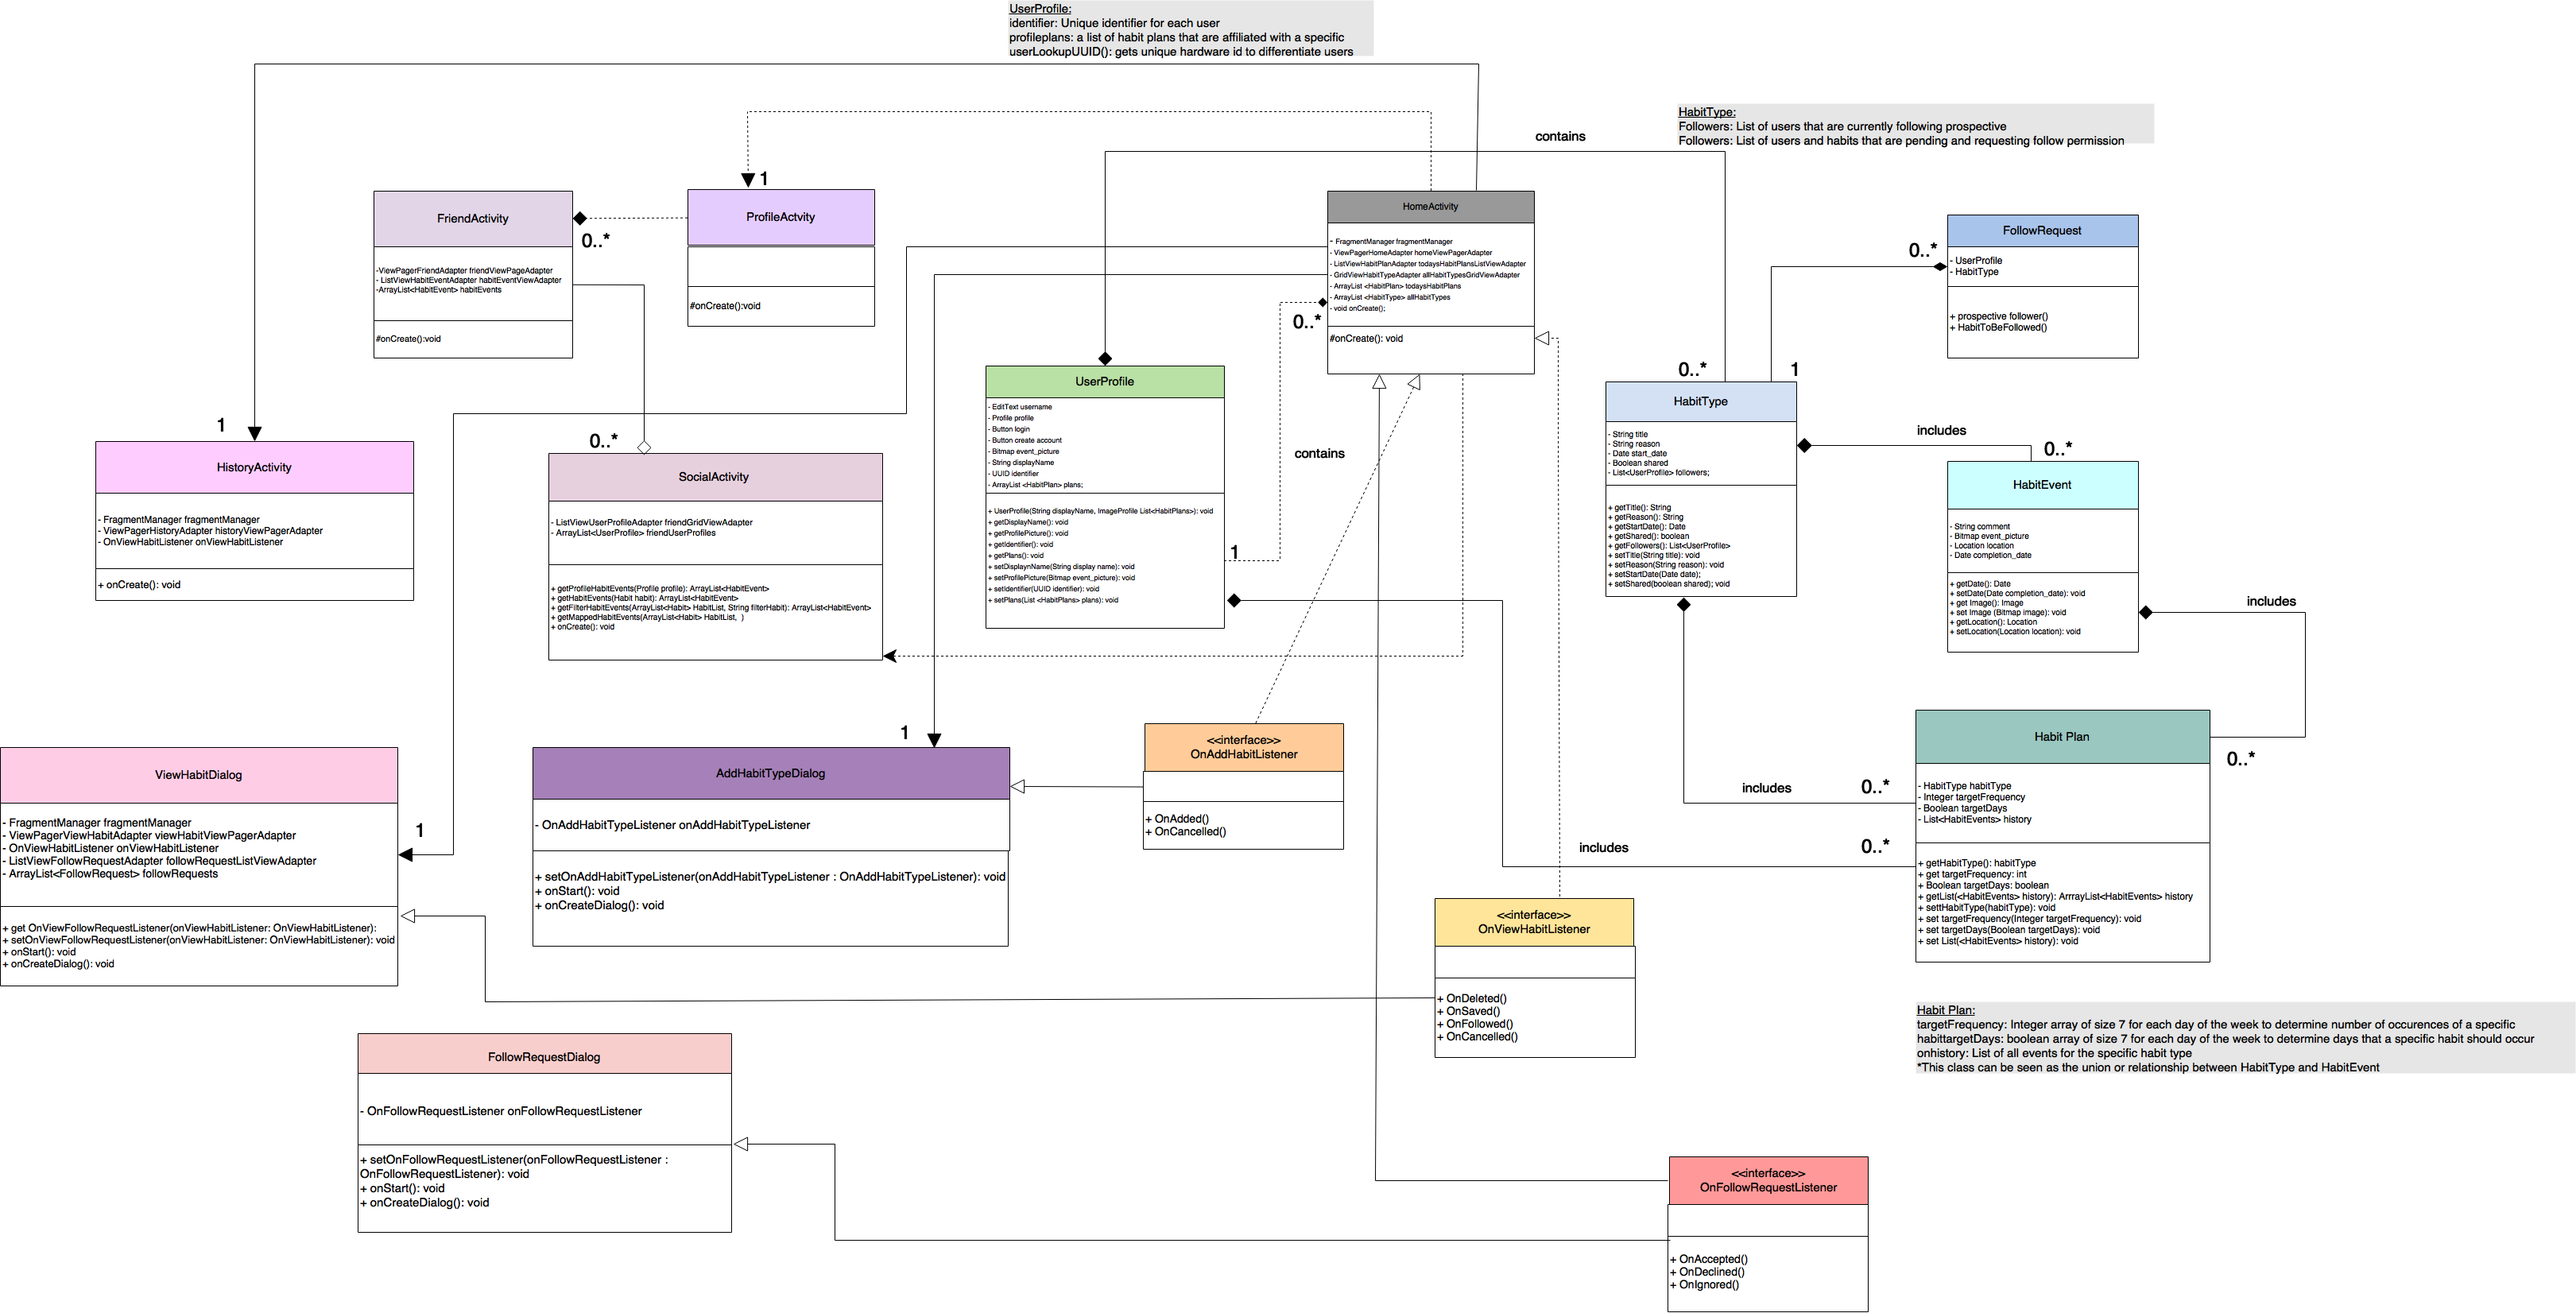 UserProfile:
identifier: Unique identifier for each user
profileplans: a list of habit plans that are affiliated with a specific
userLookupUUID(): gets unique hardware id to differentiate users
HabitType:
Followers: List of users that are currently following prospective
Followers: List of users and habits that are pending and requesting follow permission
contains
1
FriendActivity
-ViewPagerFriendAdapter friendViewPageAdapter
- ListViewHabitEventAdapter habitEventViewAdapter
-ArrayList<HabitEvent> habitEvents
#onCreate():void
0..*
ProfileActvity
#onCreate():void
HomeActivity
- FragmentManager fragmentManager
- ViewPagerHomeAdapter homeViewPagerAdapter
- ListViewHabitPlanAdapter todaysHabitPlansListViewAdapter
- GridViewHabitTypeAdapter allHabitTypesGridViewAdapter
- ArrayList <HabitPlan> todaysHabitPlans
- ArrayList <HabitType> allHabitTypes
- void onCreate();
#onCreate(): void
0..*
FollowRequest
- UserProfile
- HabitType
+ prospective follower()
+ HabitToBeFollowed()
0..*
0..*
1
UserProfile
- EditText username
- Profile profile
- Button login
- Button create account
- Bitmap event_picture
- String displayName
- UUID identifier
- ArrayList <HabitPlan> plans;
+ UserProfile(String displayName, ImageProfile List<HabitPlans>): void
+ getDisplayName(): void
+ getProfilePicture(): void
+ getIdentifier(): void
+ getPlans(): void
+ setDisplaynName(String display name): void
+ setProfilePicture(Bitmap event_picture): void
+ setIdentifier(UUID identifier): void
+ setPlans(List <HabitPlans> plans): void
1
contains
HabitType
- String title
- String reason
- Date start_date
- Boolean shared
- List<UserProfile> followers;
+ getTitle(): String
+ getReason(): String
+ getStartDate(): Date
+ getShared(): boolean
+ getFollowers(): List<UserProfile>
+ setTitle(String title): void
+ setReason(String reason): void
+ setStartDate(Date date);
+ setShared(boolean shared); void
includes
0..*
HabitEvent
- String comment
- Bitmap event_picture
- Location location
- Date completion_date
+ getDate(): Date
+ setDate(Date completion_date): void
+ get Image(): Image
+ set Image (Bitmap image): void
+ getLocation(): Location
+ setLocation(Location location): void
includes
1
HistoryActivity
- FragmentManager fragmentManager
- ViewPagerHistoryAdapter historyViewPagerAdapter
- OnViewHabitListener onViewHabitListener
+ onCreate(): void
0..*
SocialActivity
- ListViewUserProfileAdapter friendGridViewAdapter
- ArrayList<UserProfile> friendUserProfiles
+ getProfileHabitEvents(Profile profile): ArrayList<HabitEvent>
+ getHabitEvents(Habit habit): ArrayList<HabitEvent>
+ getFilterHabitEvents(ArrayList<Habit> HabitList, String filterHabit): ArrayList<HabitEvent>
+ getMappedHabitEvents(ArrayList<Habit> HabitList, )
+ onCreate(): void
ViewHabitDialog
- FragmentManager fragmentManager
- ViewPagerViewHabitAdapter viewHabitViewPagerAdapter
- OnViewHabitListener onViewHabitListener
- ListViewFollowRequestAdapter followRequestListViewAdapter
- ArrayList<FollowRequest> followRequests
+ get OnViewFollowRequestListener(onViewHabitListener: OnViewHabitListener):
+ setOnViewFollowRequestListener(onViewHabitListener: OnViewHabitListener): void
+ onStart(): void
+ onCreateDialog(): void
1
1
AddHabitTypeDialog
- OnAddHabitTypeListener onAddHabitTypeListener
+ setOnAddHabitTypeListener(onAddHabitTypeListener : OnAddHabitTypeListener): void
+ onStart(): void
+ onCreateDialog(): void
<<interface>>
OnAddHabitListener
+ OnAdded()
+ OnCancelled()
includes
0..*
includes
0..*
0..*
Habit Plan
- HabitType habitType
- Integer targetFrequency
- Boolean targetDays
- List<HabitEvents> history
+ getHabitType(): habitType
+ get targetFrequency: int
+ Boolean targetDays: boolean
+ getList(<HabitEvents> history): ArrrayList<HabitEvents> history
+ settHabitType(habitType): void
+ set targetFrequency(Integer targetFrequency): void
+ set targetDays(Boolean targetDays): void
+ set List(<HabitEvents> history): void
<<interface>>
OnViewHabitListener
+ OnDeleted()
+ OnSaved()
+ OnFollowed()
+ OnCancelled()
Habit Plan:
targetFrequency: Integer array of size 7 for each day of the week to determine number of occurences of a specific
habittargetDays: boolean array of size 7 for each day of the week to determine days that a specific habit should occur
onhistory: List of all events for the specific habit type
*This class can be seen as the union or relationship between HabitType and HabitEvent
FollowRequestDialog
- OnFollowRequestListener onFollowRequestListener
+ setOnFollowRequestListener(onFollowRequestListener :
OnFollowRequestListener): void
+ onStart(): void
+ onCreateDialog(): void
<<interface>>
OnFollowRequestListener
+ OnAccepted()
+ OnDeclined()
+ OnIgnored()